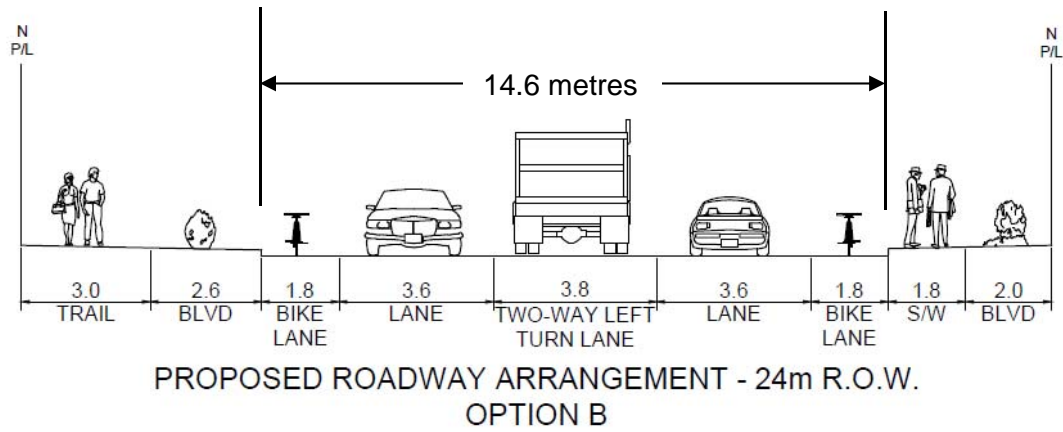 N
P/L
N
P/L
14.6 metres
3.0 2.6 1.8 3.6 3.8 3.6 1.8 1.8 2.0
TRAIL BLVD BIKE LANE TWO-WAY LEFT LANE BIKE S/W BLVD
LANE TURN LANE LANE
PROPOSED ROADWAY ARRANGEMENT - 24m R.O.W.
OPTION B